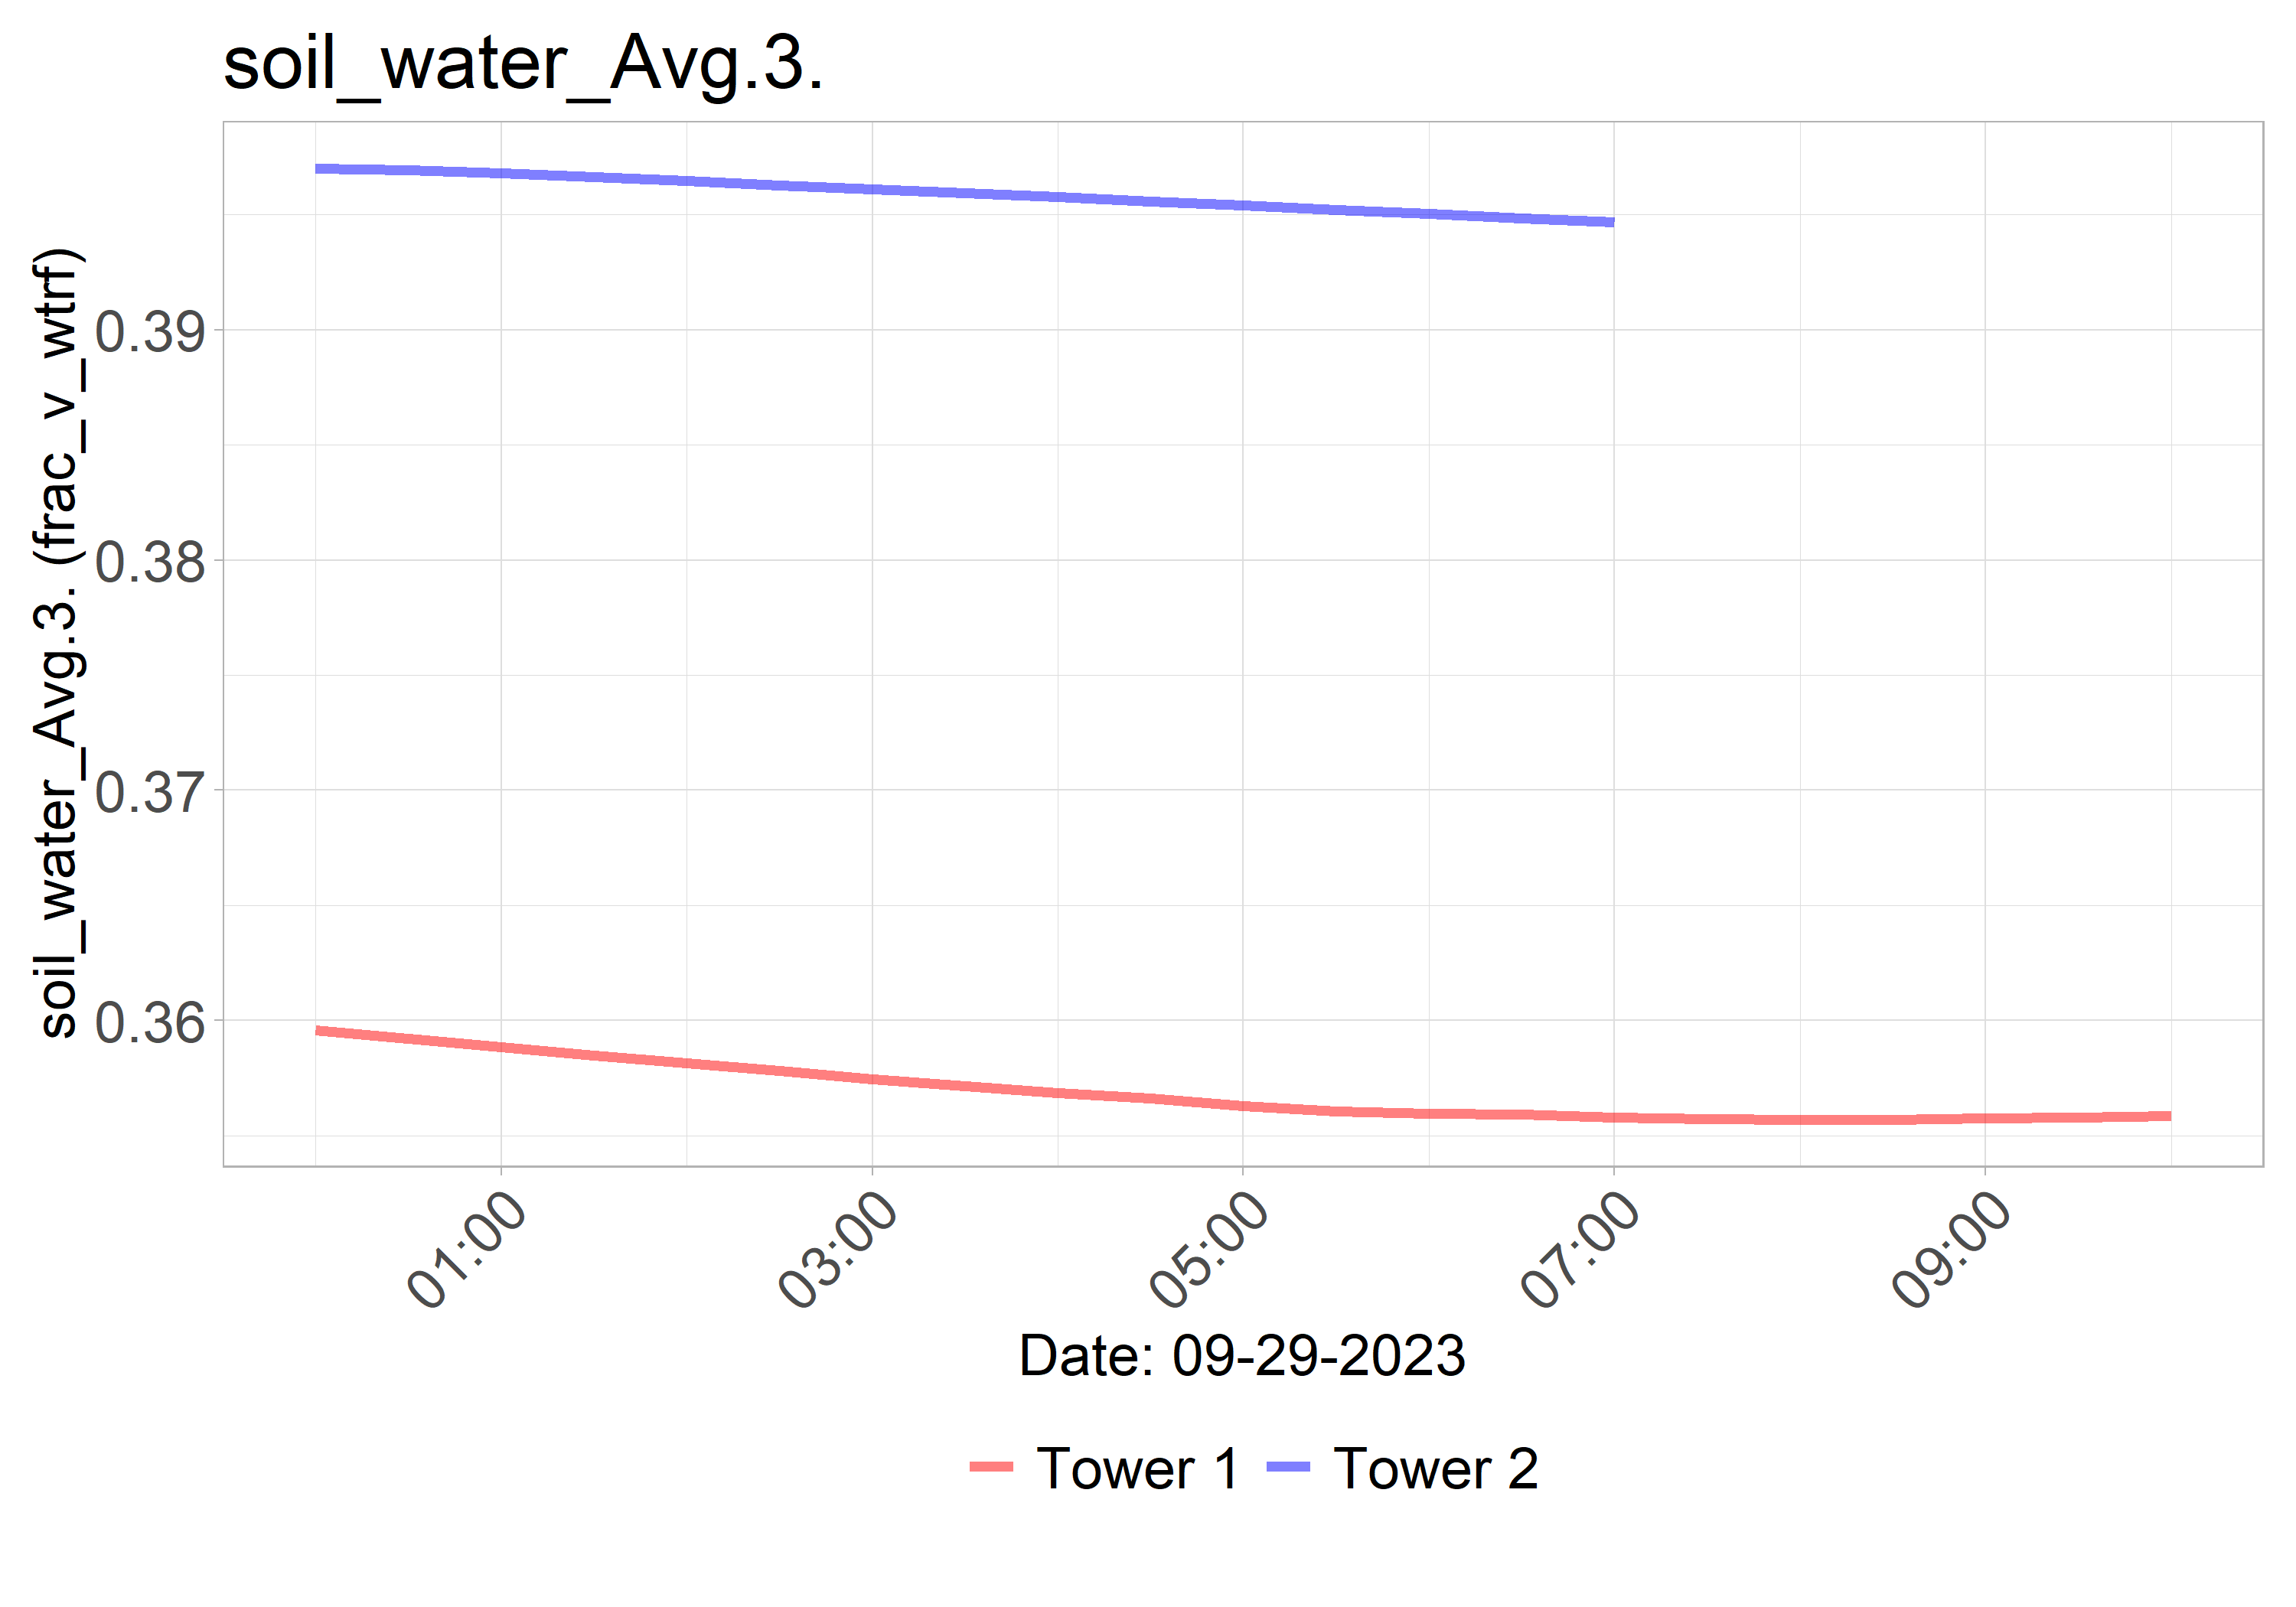 soil_water_Avg.3.
soil_water_Avg.3. (frac_v_wtrf)
0.39
0.38
0.37
0.36
01:00
03:00
05:00
07:00
09:00
Date: 09-29-2023
Tower 1
Tower 2